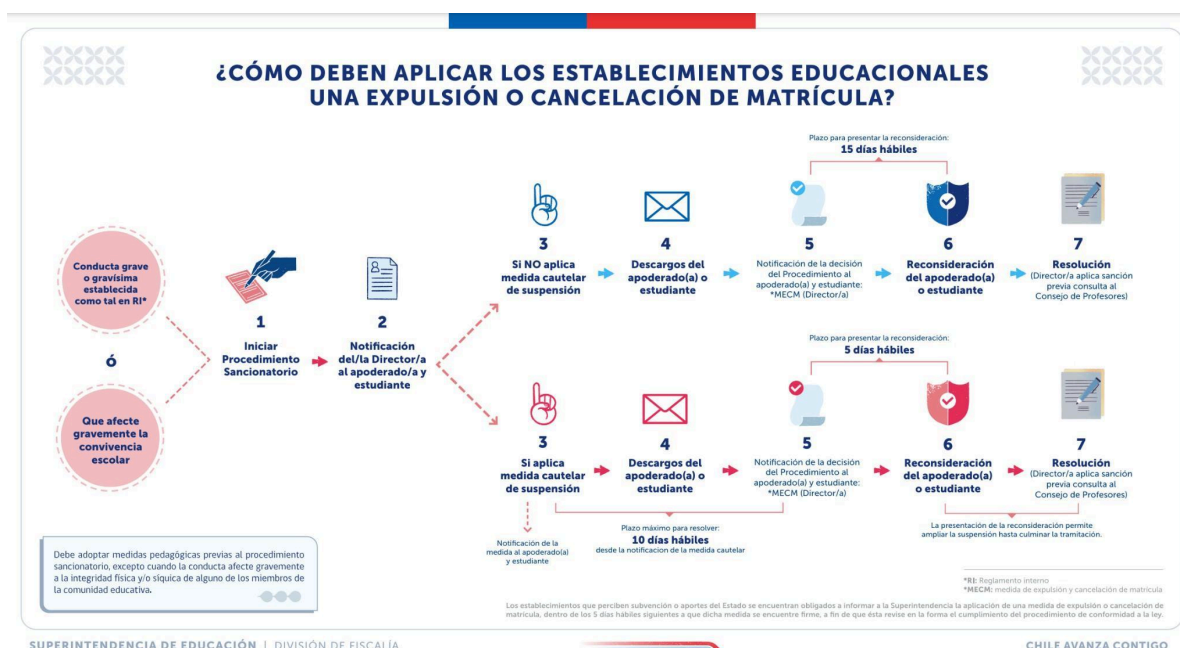 ¿CÓMO DEBEN APLICAR LOS ESTABLECIMIENTOS EDUCACIONALES
UNA EXPULSIÓN O CANCELACIÓN DE MATRÍCULA?
Conducta grave
o gravísima
establecida
como tal en RI*
ó
Que afecte
gravemente la
convivencia
escolar
1
Iniciar
Procedimiento
Sancionatorio
2
Notificación
del/la Director/a
al apoderado/a y
estudiante
3
Si NO aplica
medida cautelar
de suspensión
4
Descargos del
apoderado(a) o
estudiante
Plazo para presentar la reconsideración:
15 días hábiles
5
Notificación de la decisión
del Procedimiento al
apoderado(a) y estudiante:
*MECM (Director/a)
6
Reconsideración
del apoderado(a)
o estudiante
7
Resolución
(Director/a aplica sanción
previa consulta al
Consejo de Profesores)
3
Si aplica
medida cautelar
de suspensión
Notificación de la
medida al apoderado(a)
y estudiante
4
Descargos del
apoderado(a) o
estudiante
Plazo máximo para resolver:
10 días hábiles
desde la notificacion de la medida cautelar
Plazo para presentar la reconsideración:
5 días hábiles
5
Notificación de la decisión
del Procedimiento al
apoderado(a) y estudiante:
*MECM (Director/a)
6
Reconsideración
del apoderado(a)
o estudiante
7
Resolución
(Director/a aplica sanción
previa consulta al
Consejo de Profesores)
La presentación de la reconsideración permite
ampliar la suspensión hasta culminar la tramitación.
Debe adoptar medidas pedagógicas previas al procedimiento
sancionatorio, excepto cuando la conducta afecte gravemente
a la integridad física y/o síquica de alguno de los miembros de
la comunidad educativa.
*RI: Reglamento interno
*MECM: medida de expulsión y cancelación de matrícula
Los establecimientos que perciben subvención o aportes del Estado se encuentran obligados a informar a la Superintendencia la aplicación de una medida de expulsión o cancelación de
matrícula, dentro de los 5 días hábiles siguientes a que dicha medida se encuentre firme, a fin de que ésta revise en la forma el cumplimiento del procedimiento de conformidad a la ley.
SUPERINTENDENCIA DE EDUCACIÓN | DIVISIÓN DE FISCALÍA
CHILE AVANZA CONTIGO